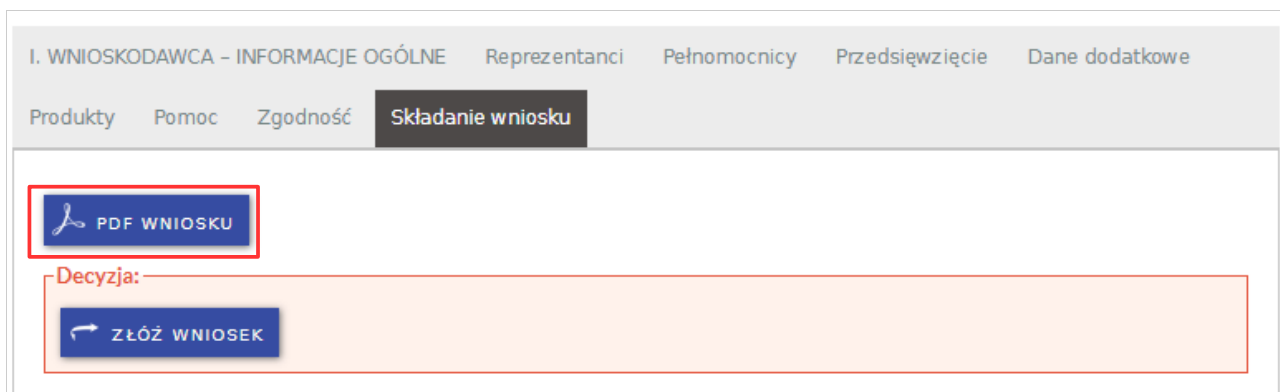 I. WNIOSKODAWCA – INFORMACJE OGÓLNE Reprezentanci Pełnomocnicy Przedsięwzięcie Dane dodatkowe
Produkty Pomoc Zgodność Składanie wniosku
PDF WNIOSKU
Decyzja:
ZŁÓŻ WNIOSEK